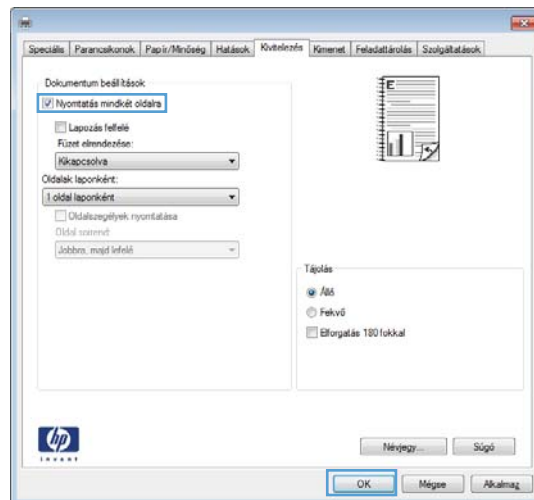 Speciális Parancsikonok Papír/Minőség Hatások Kivitelezés Kimenet Feladattárolás Szolgáltatások
Dokumentum beállítások
Nyomtatás mindkét oldalra
Lapozás felfelé
Füzet elrendezése:
Kikapcsolva
Oldalak laponként:
1 oldal laponként
Oldalszegélyek nyomtatása
Oldal sorrend:
Jobbra, majd lefelé
E
Tájolás
Álló
Fekvő
Elforgatás 180 fokkal
hp
invent
Névjegy... Súgó
OK Mégse Alkalmaz